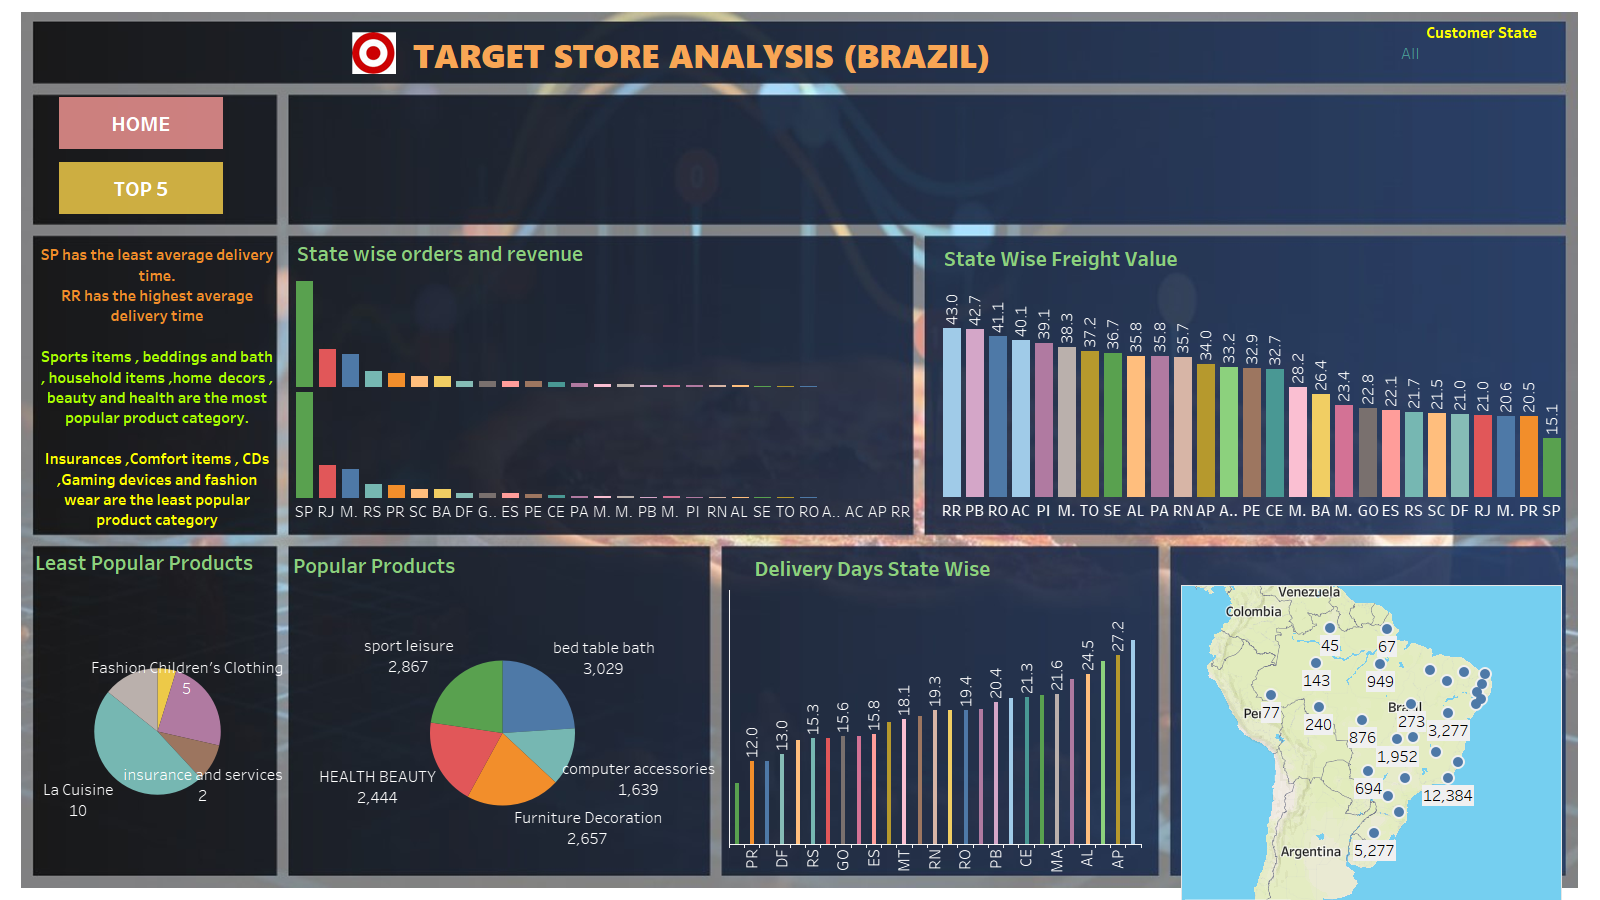 TARGET STORE ANALYSIS (BRAZIL)
Customer State
All
HOME
TOP 5
SP has the least average delivery
time.
RR has the highest average
delivery time
Sports items , beddings and bath
, household items ,home decors ,
beauty and health are the most
popular product category.
Insurances ,Comfort items , CDs
,Gaming devices and fashion
wear are the least popular
product category
State wise orders and revenue
SP RJ M. RS PR SC BA DF G.. ES PE CE PA M. M. PB M. PI RN AL SE TO RO A.. AC AP RR
State Wise Freight Value
43.0 42.7 41.1 40.1 39.1 38.3 37.2 36.7 35.8 35.8 35.7 34.0 33.2 32.9 32.7 28.2 26.4 23.4 22.8 22.1 21.7 21.5 21.0 21.0 20.6 20.5 15.1
RR PB RO AC PI M. TO SE AL PA RN AP A.. PE CE M. BA M. GO ES RS SC DF RJ M. PR SP
Least Popular Products
Fashion Children's Clothing
5
insurance and services
2
La Cuisine
10
Popular Products
sport leisure
2,867
bed table bath
3,029
HEALTH BEAUTY
2,444
computer accessories
1,639
Furniture Decoration
2,657
Delivery Days State Wise
12.0 13.0 15.3 15.6 15.8 18.1 19.3 19.4 20.4 21.3 21.6 24.5 27.2
PR DF RS GO ES MT RN RO PB CE MA AL AP
Venezuela
Colombia
45 67
143 949
Per 77
Brazil
240 273 3,277
876
1,952
694 12,384
Argentina 5,277